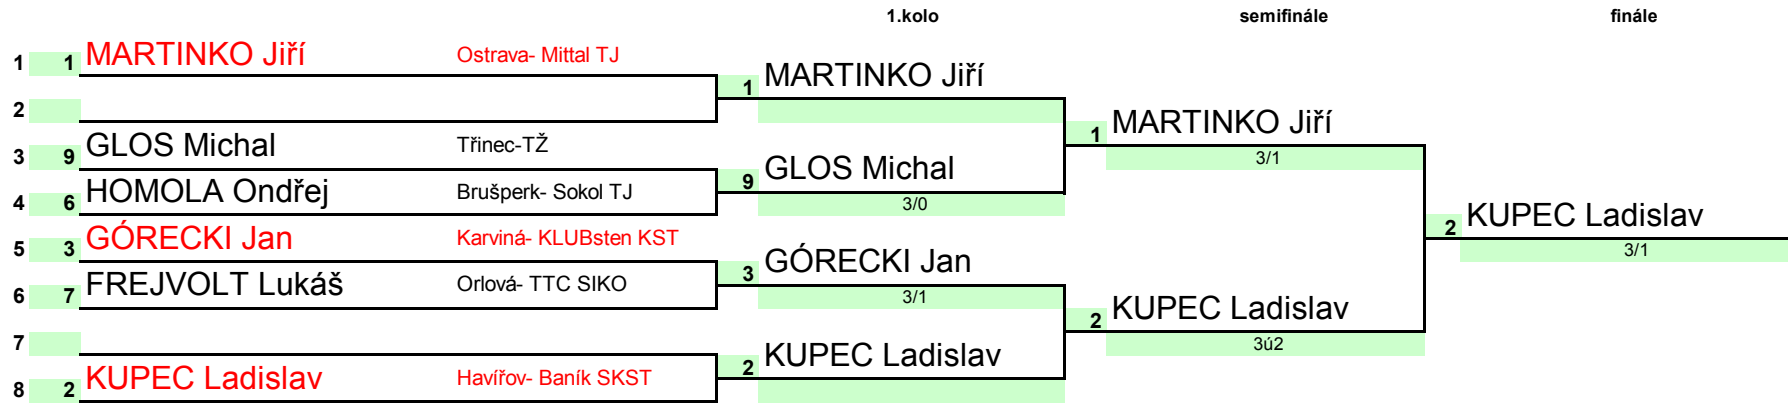 1.kolo semifinále finále
1 1 MARTINKO Jiří Ostrava- Mittal TJ
1 MARTINKO Jiří
2
1 MARTINKO Jiří
3/1
3 9 GLOS Michal Třinec-TŽ
9 GLOS Michal
3/0
4 6 HOMOLA Ondřej Brušperk- Sokol TJ
2 KUPEC Ladislav
3/1
5 3 GÓRECKI Jan Karviná- KLUBsten KST
3 GÓRECKI Jan
3/1
6 7 FREJVOLT Lukáš Orlová- TTC SIKO
2 KUPEC Ladislav
3ú2
7
2 KUPEC Ladislav
8 2 KUPEC Ladislav Havířov- Baník SKST